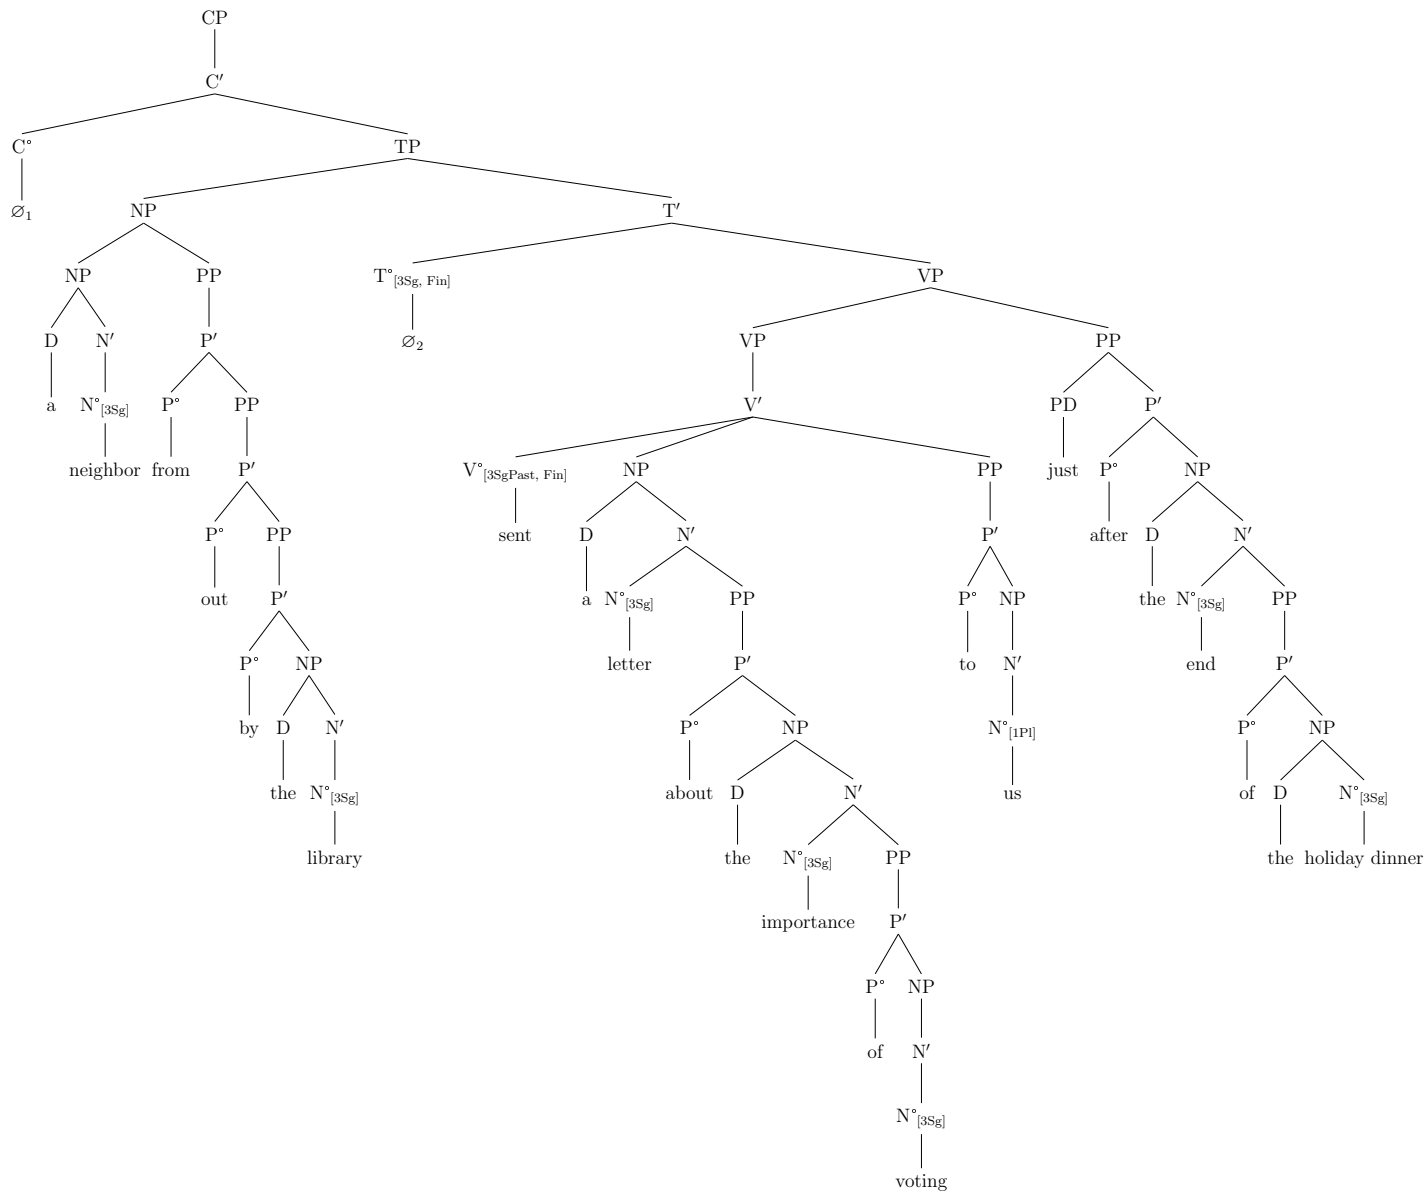 CP
C′
C° TP
∅₁ NP T′
NP PP T°[3Sg, Fin] VP
D N′ P′ ∅₂ VP PP
a N°[3Sg] P° PP V′ PD P′
neighbor from P′ V°[3SgPast, Fin] NP PP just P° NP
P° PP sent D N′ P′ after D N′
out P′ a N°[3Sg] PP P° NP the N°[3Sg] PP
P° NP letter P′ to N′ end P′
by D N′ P° NP N°[1Pl] P° NP
the N°[3Sg] about D N′ us of D N°[3Sg]
library the N°[3Sg] PP the holiday dinner
importance P′
P° NP
of N′
N°[3Sg]
voting